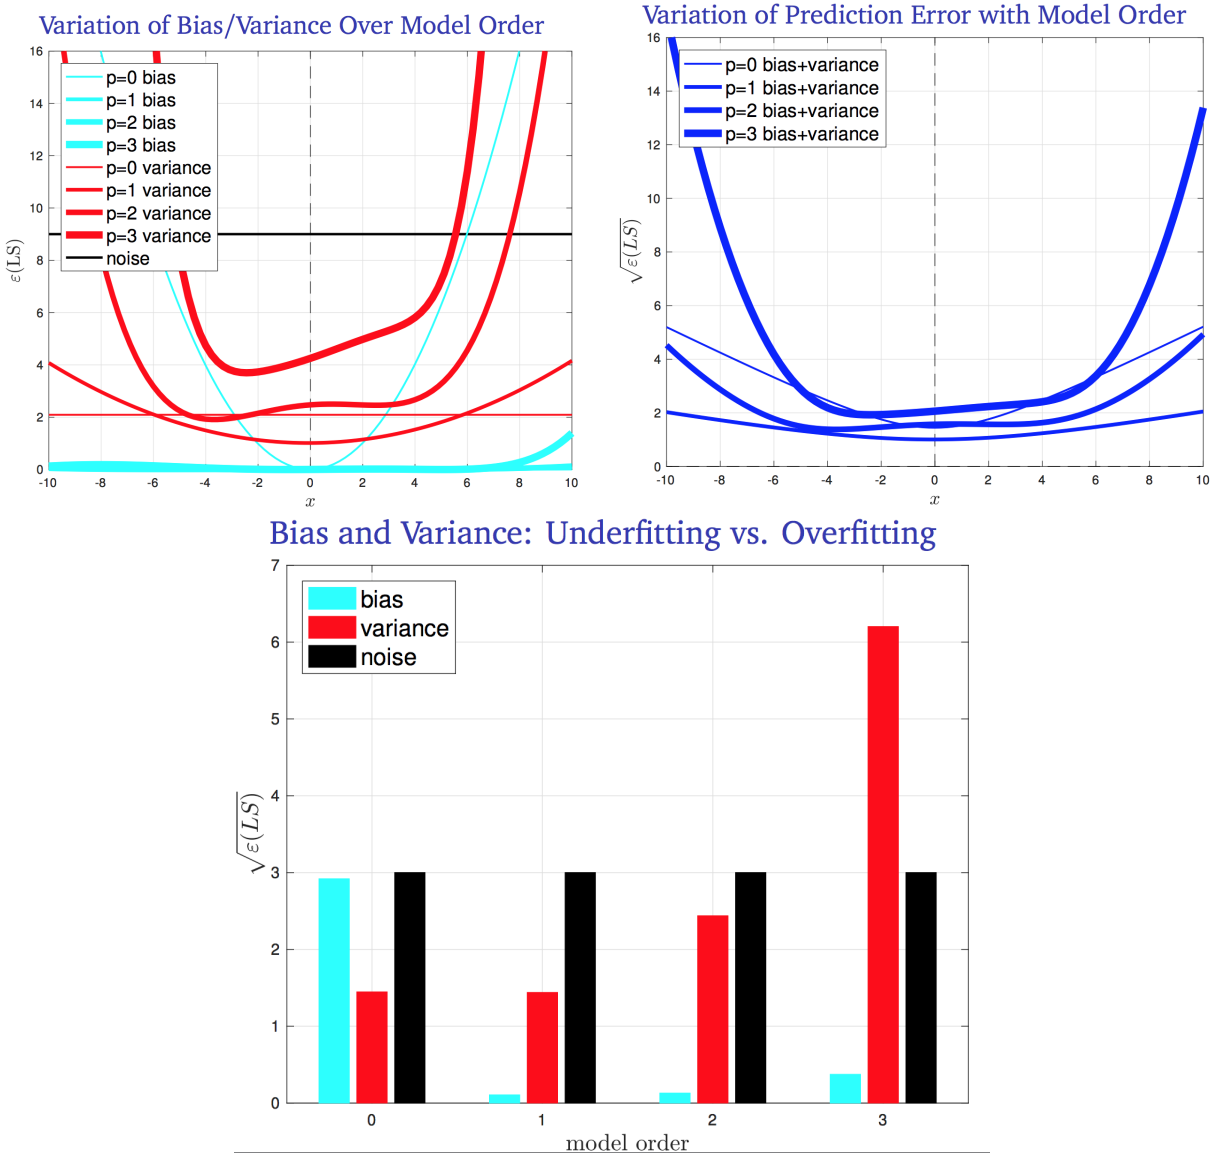 Variation of Bias/Variance Over Model Order
16
14
12
10
8
6
4
2
0
ε(LS)
p=0 bias
p=1 bias
p=2 bias
p=3 bias
p=0 variance
p=1 variance
p=2 variance
p=3 variance
noise
-10 -8 -6 -4 -2 0 2 4 6 8 10
x
Variation of Prediction Error with Model Order
16
14
12
10
8
6
4
2
0
√ε(LS)
p=0 bias+variance
p=1 bias+variance
p=2 bias+variance
p=3 bias+variance
-10 -8 -6 -4 -2 0 2 4 6 8 10
x
Bias and Variance: Underfitting vs. Overfitting
7
6
5
4
3
2
1
0
√ε(LS)
bias
variance
noise
0 1 2 3
model order